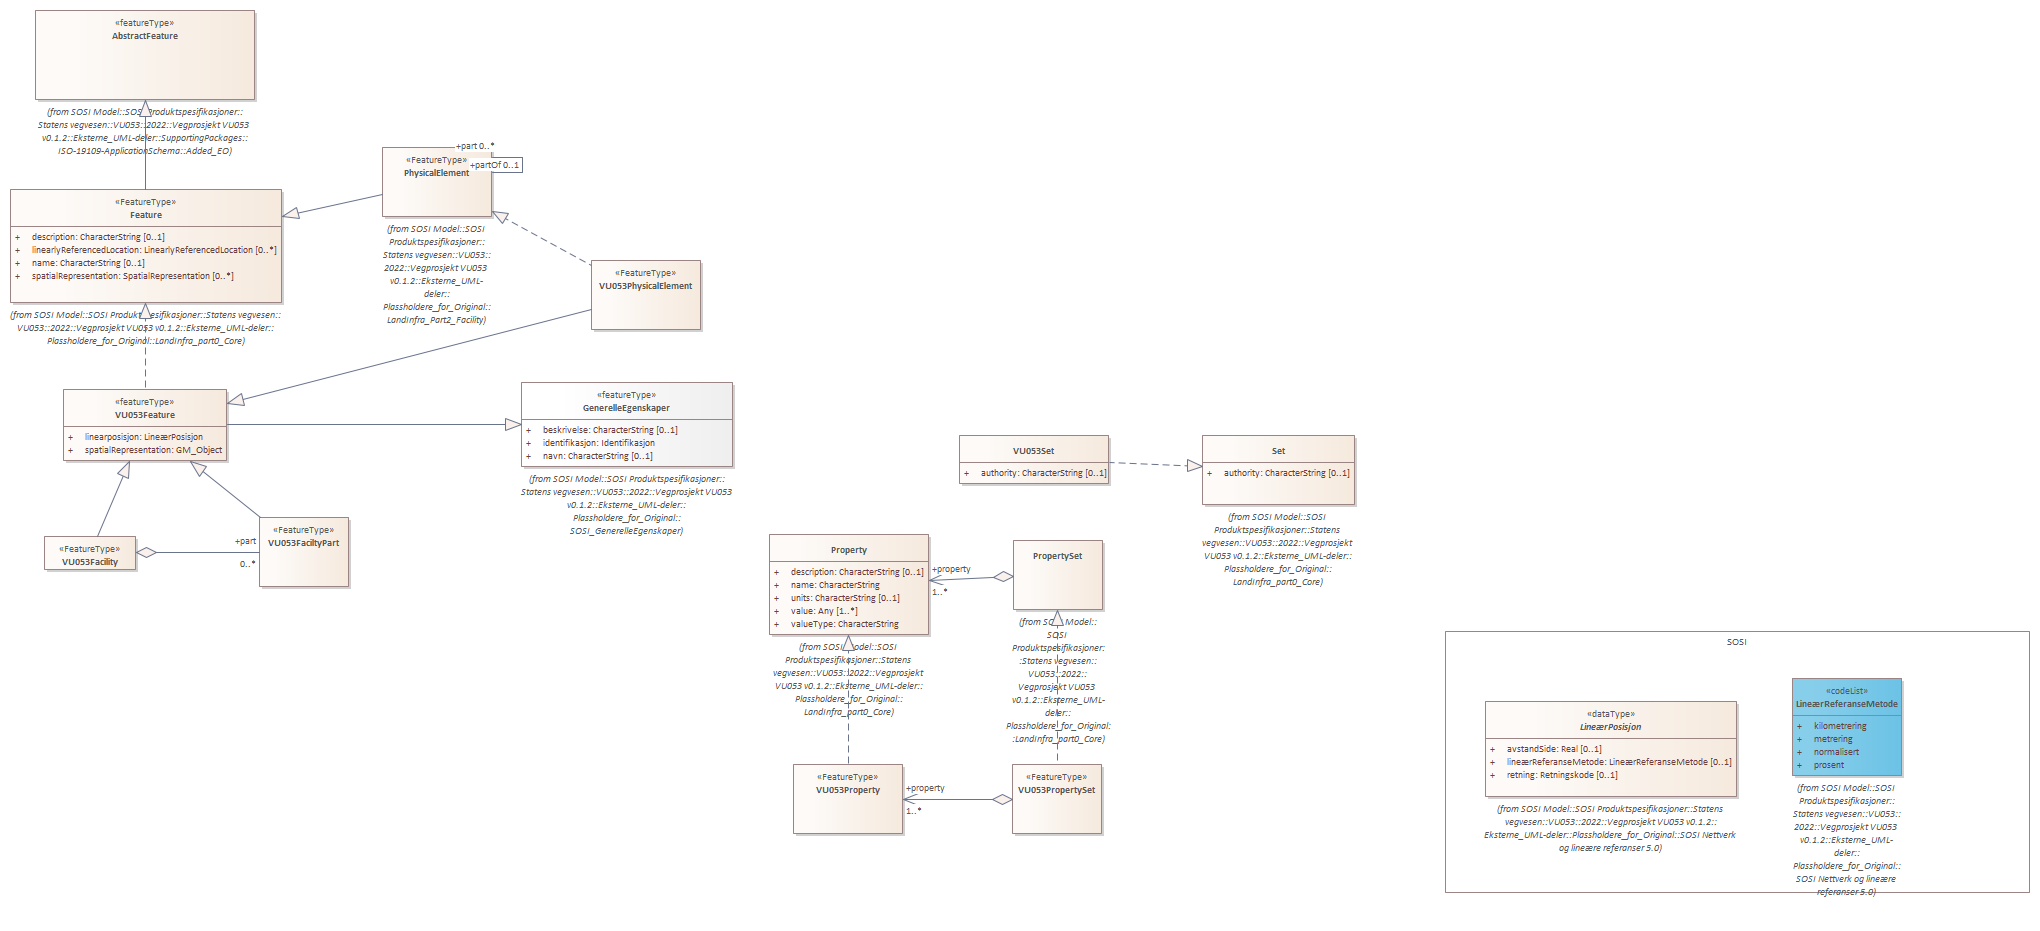 «featureType»
AbstractFeature
(from SOSI Model::SOSI Produktspesifikasjoner::
Statens vegvesen::VU053::2022::Vegprosjekt VU053
v0.1.2::Eksterne_UML-deler::SupportingPackages::
ISO-19109-ApplicationSchema::Added_EO)
«FeatureType»
Feature
+ description: CharacterString [0..1]
+ linearlyReferencedLocation: LinearlyReferencedLocation [0..*]
+ name: CharacterString [0..1]
+ spatialRepresentation: SpatialRepresentation [0..*]
(from SOSI Model::SOSI Produktspesifikasjoner::Statens vegvesen::
VU053::2022::Vegprosjekt VU053 v0.1.2::Eksterne_UML-deler::
Plassholdere_for_Original::LandInfra_part0_Core)
+part 0..*
+partOf 0..1
«FeatureType»
PhysicalElement
(from SOSI Model::SOSI
Produktspesifikasjoner::
Statens vegvesen::VU053::
2022::Vegprosjekt VU053
v0.1.2::Eksterne_UML-
deler::
Plassholdere_for_Original::
LandInfra_Part2_Facility)
«FeatureType»
VU053PhysicalElement
«featureType»
VU053Feature
+ linearposisjon: LineærPosisjon
+ spatialRepresentation: GM_Object
«featureType»
GenerelleEgenskaper
+ beskrivelse: CharacterString [0..1]
+ identifikasjon: Identifikasjon
+ navn: CharacterString [0..1]
(from SOSI Model::SOSI Produktspesifikasjoner::
Statens vegvesen::VU053::2022::Vegprosjekt VU053
v0.1.2::Eksterne_UML-deler::
Plassholdere_for_Original::
SOSI_GenerelleEgenskaper)
«FeatureType»
VU053Facility
+part
0..*
«FeatureType»
VU053FaciltyPart
VU053Set
+ authority: CharacterString [0..1]
Set
+ authority: CharacterString [0..1]
(from SOSI Model::SOSI
Produktspesifikasjoner::Statens
vegvesen::VU053::2022::Vegprosjekt
VU053 v0.1.2::Eksterne_UML-deler::
Plassholdere_for_Original::
LandInfra_part0_Core)
Property
+ description: CharacterString [0..1]
+ name: CharacterString
+ units: CharacterString [0..1]
+ value: Any [1..*]
+ valueType: CharacterString
(from SOSI Model::SOSI
Produktspesifikasjoner::Statens
vegvesen::VU053::2022::Vegprosjekt
VU053 v0.1.2::Eksterne_UML-deler::
Plassholdere_for_Original::
LandInfra_part0_Core)
+property
1..*
PropertySet
(from SOSI Model::
SOSI
Produktspesifikasjoner:
:Statens vegvesen::
VU053::2022::
Vegprosjekt VU053
v0.1.2::Eksterne_UML-
deler::
Plassholdere_for_Original:
:LandInfra_part0_Core)
«FeatureType»
VU053Property
+property
1..*
«FeatureType»
VU053PropertySet
SOSI
«dataType»
LineærPosisjon
+ avstandSide: Real [0..1]
+ lineærReferanseMetode: LineærReferanseMetode [0..1]
+ retning: Retningskode [0..1]
(from SOSI Model::SOSI Produktspesifikasjoner::Statens
vegvesen::VU053::2022::Vegprosjekt VU053 v0.1.2::
Eksterne_UML-deler::Plassholdere_for_Original::SOSI Nettverk
og lineære referanser 5.0)
«codeList»
LineærReferanseMetode
+ kilometrering
+ metrering
+ normalisert
+ prosent
(from SOSI Model::SOSI
Produktspesifikasjoner::
Statens vegvesen::VU053::
2022::Vegprosjekt VU053
v0.1.2::Eksterne_UML-
deler::
Plassholdere_for_Original::
SOSI Nettverk og lineære
referanser 5.0)